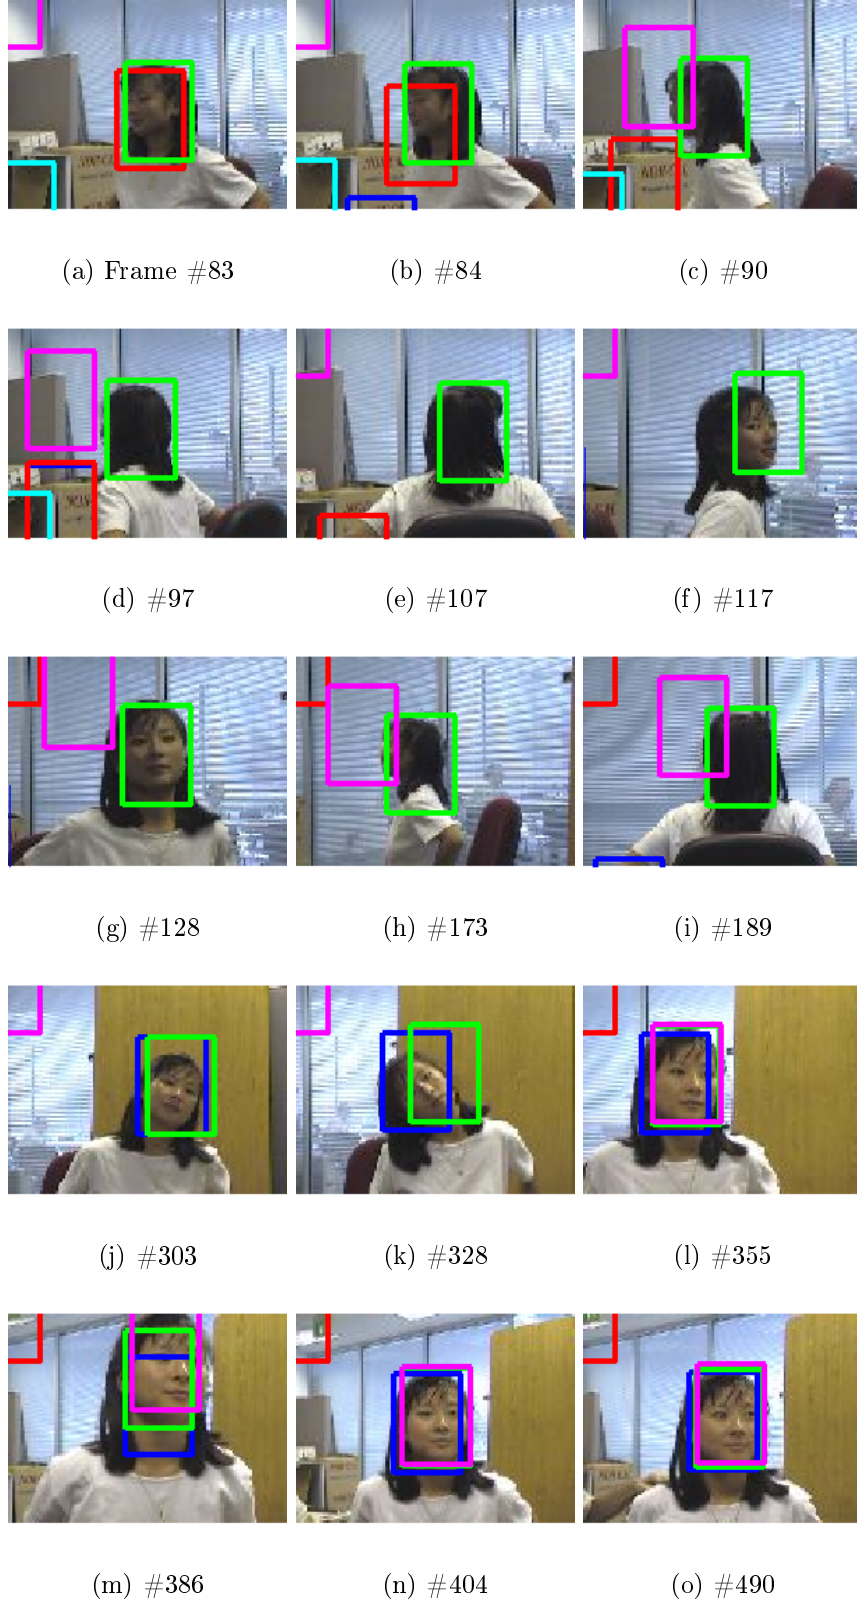 (a) Frame #83
(b) #84
(c) #90
(d) #97
(e) #107
(f) #117
(g) #128
(h) #173
(i) #189
(j) #303
(k) #328
(l) #355
(m) #386
(n) #404
(o) #490